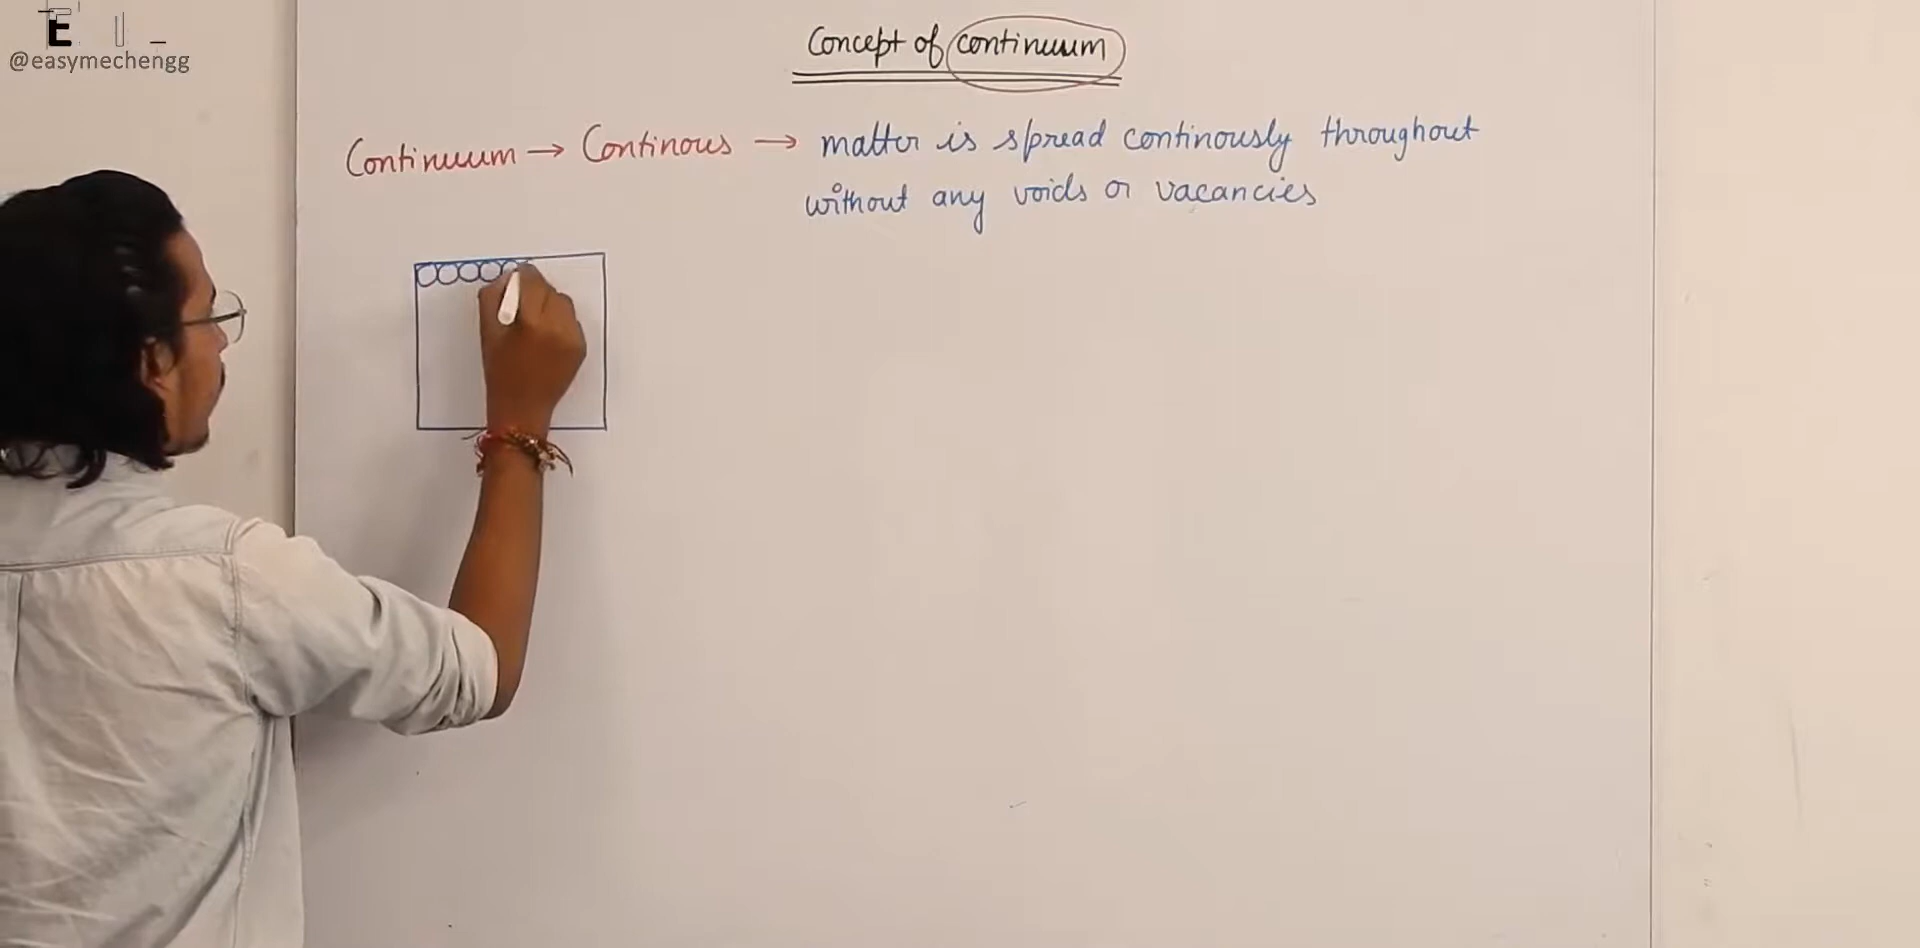 @easymechengg
Concept of continuum
Continuum → Continous → matter is spread continously throughout
without any voids or vacancies